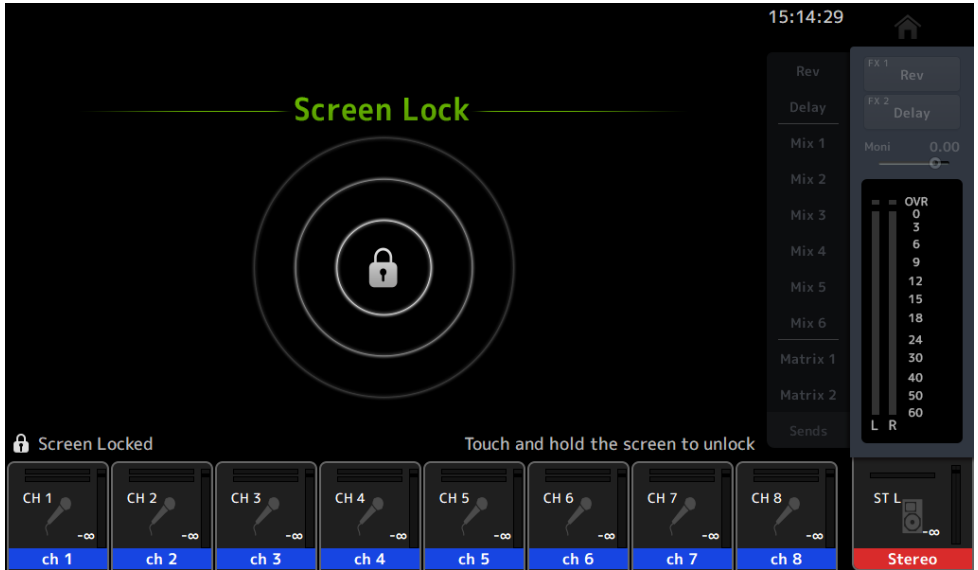 15:14:29
Screen Lock
Rev
Delay
Mix 1
Mix 2
Mix 3
Mix 4
Mix 5
Mix 6
Matrix 1
Matrix 2
Sends
FX 1
Rev
FX 2
Delay
Moni 0.00
OVR
0
3
6
9
12
15
18
24
30
40
50
60
L R
Screen Locked
Touch and hold the screen to unlock
CH 1 CH 2 CH 3 CH 4 CH 5 CH 6 CH 7 CH 8 ST L
-∞ -∞ -∞ -∞ -∞ -∞ -∞ -∞ -∞
ch 1 ch 2 ch 3 ch 4 ch 5 ch 6 ch 7 ch 8 Stereo